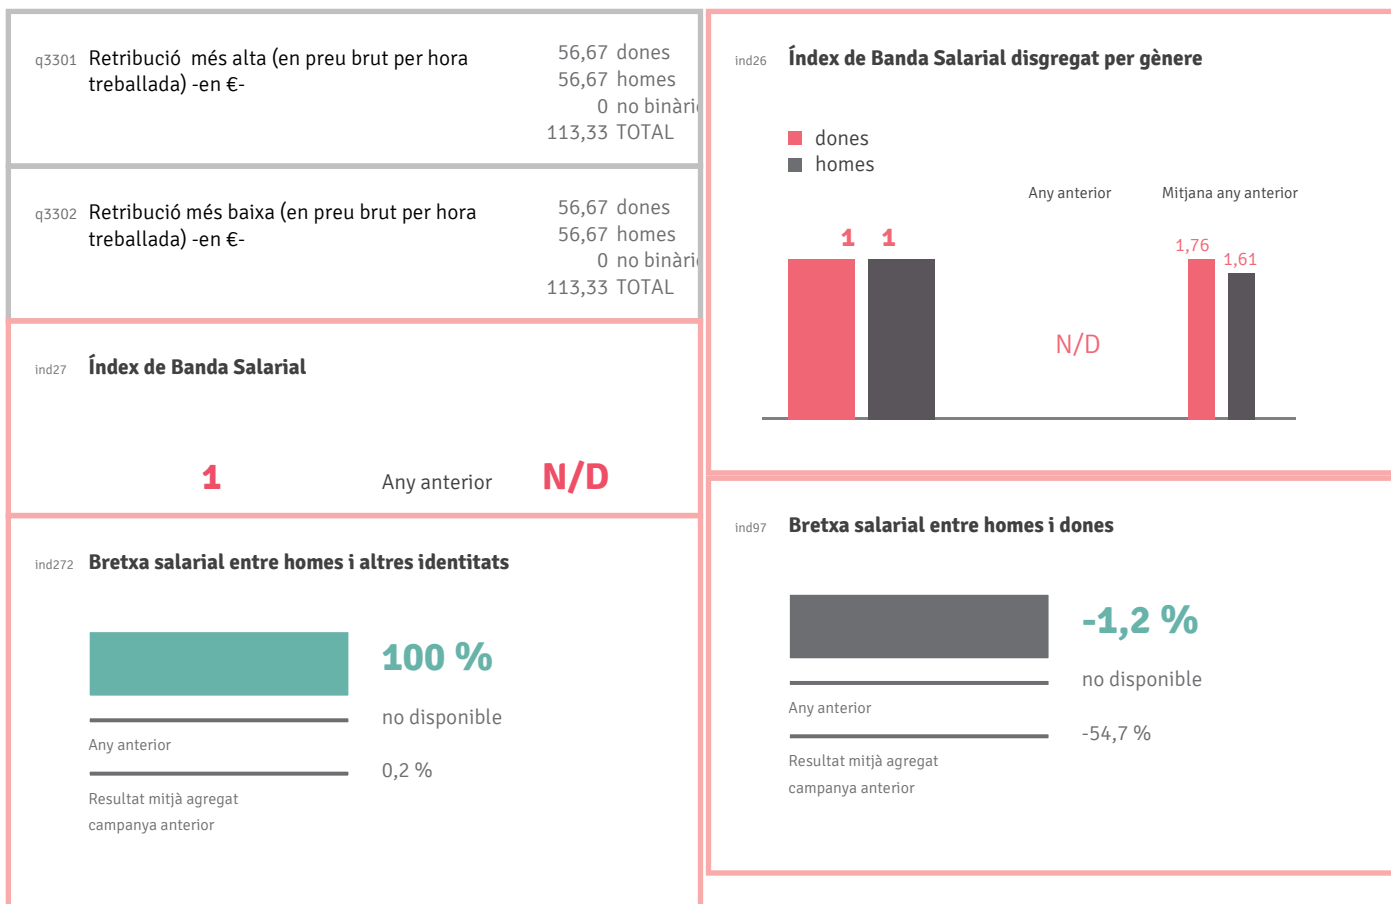 q3301 Retribució  més alta (en preu brut per hora
treballada) -en €-
56,67 dones
56,67 homes
0 no binàri
113,33 TOTAL
q3302 Retribució més baixa (en preu brut per hora
treballada) -en €-
56,67 dones
56,67 homes
0 no binàri
113,33 TOTAL
ind27 Índex de Banda Salarial
1 Any anterior N/D
ind272 Bretxa salarial entre homes i altres identitats
100 %
no disponible
Any anterior
0,2 %
Resultat mitjà agregat
campanya anterior
ind26 Índex de Banda Salarial disgregat per gènere
dones
homes
Any anterior Mitjana any anterior
1 1
1,76
1,61
N/D
ind97 Bretxa salarial entre homes i dones
-1,2 %
no disponible
Any anterior
-54,7 %
Resultat mitjà agregat
campanya anterior